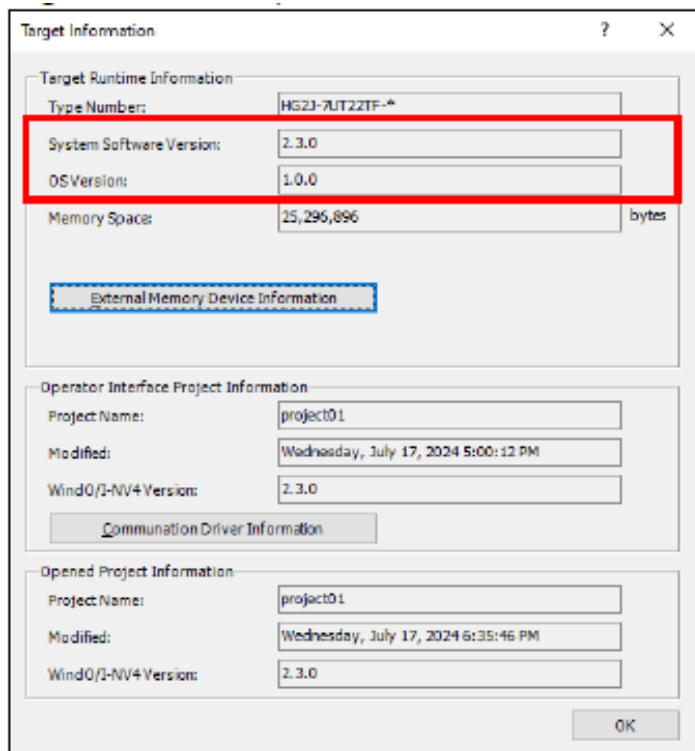 Target Information ? ×
Target Runtime Information
Type Number: HG2J-7UT22TF-*
System Software Version: 2.3.0
OS Version: 1.0.0
Memory Space: 25,296,896 bytes
External Memory Device Information
Operator Interface Project Information
Project Name: project01
Modified: Wednesday, July 17, 2024 5:00:12 PM
WindO/I-NV4 Version: 2.3.0
Communation Driver Information
Opened Project Information
Project Name: project01
Modified: Wednesday, July 17, 2024 6:35:46 PM
WindO/I-NV4 Version: 2.3.0
OK